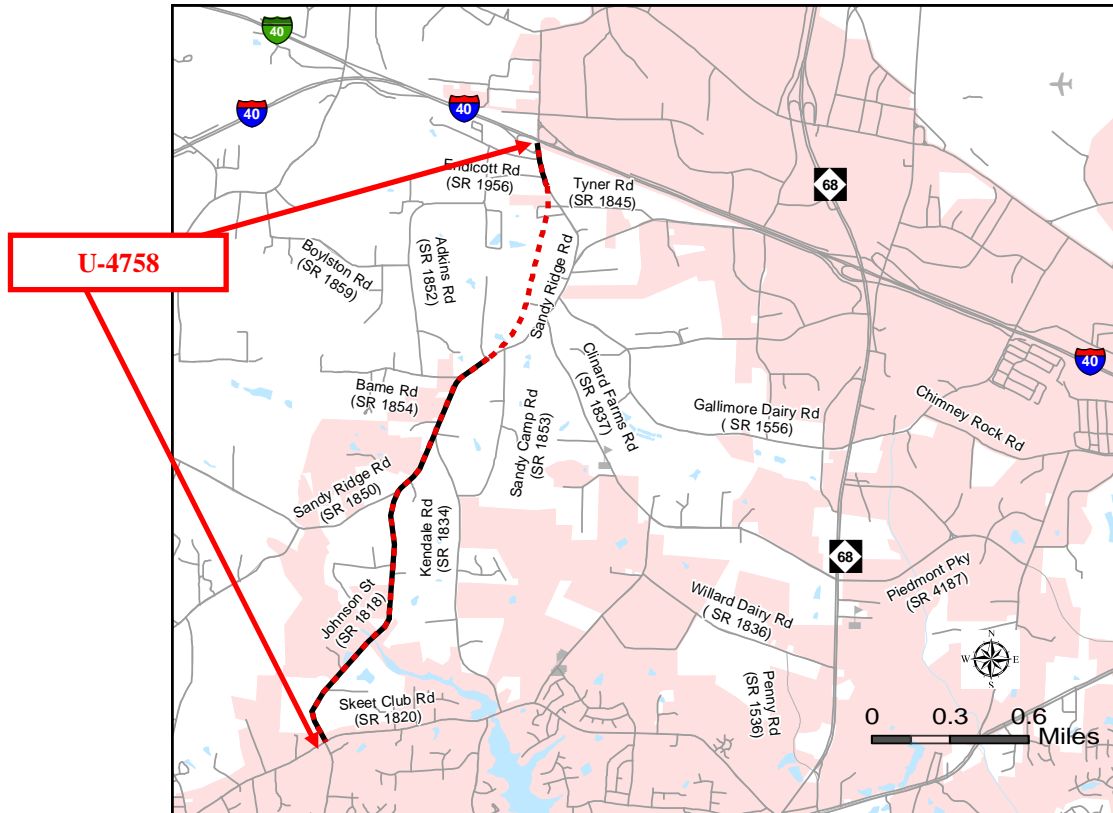 40
40
40
Endicott Rd
(SR 1956)
Tyner Rd
(SR 1845)
68
U-4758
Boylston Rd
(SR 1859)
Adkins Rd
(SR 1852)
Sandy Ridge Rd
40
Bame Rd
(SR 1854)
Clinard Farms Rd
(SR 1837)
Sandy Camp Rd
(SR 1853)
Gallimore Dairy Rd
( SR 1556)
Chimney Rock Rd
Sandy Ridge Rd
(SR 1850)
Kendale Rd
(SR 1834)
68
Piedmont Pky
(SR 4187)
Johnson St
(SR 1818)
Willard Dairy Rd
( SR 1836)
Penny Rd
(SR 1536)
N
W E
S
Skeet Club Rd
(SR 1820)
0 0.3 0.6
Miles